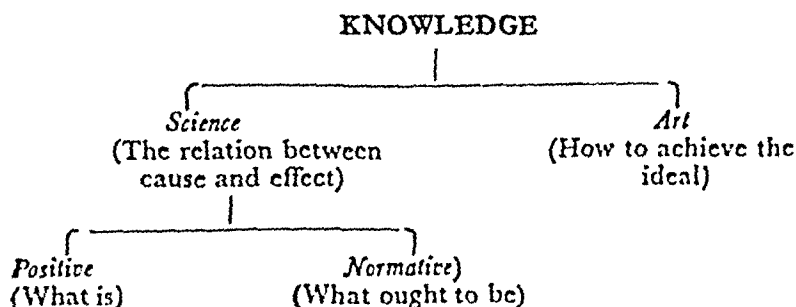 KNOWLEDGE
Science
(The relation between
cause and effect)
Art
(How to achieve the
ideal)
Positive
(What is)
Normative)
(What ought to be)